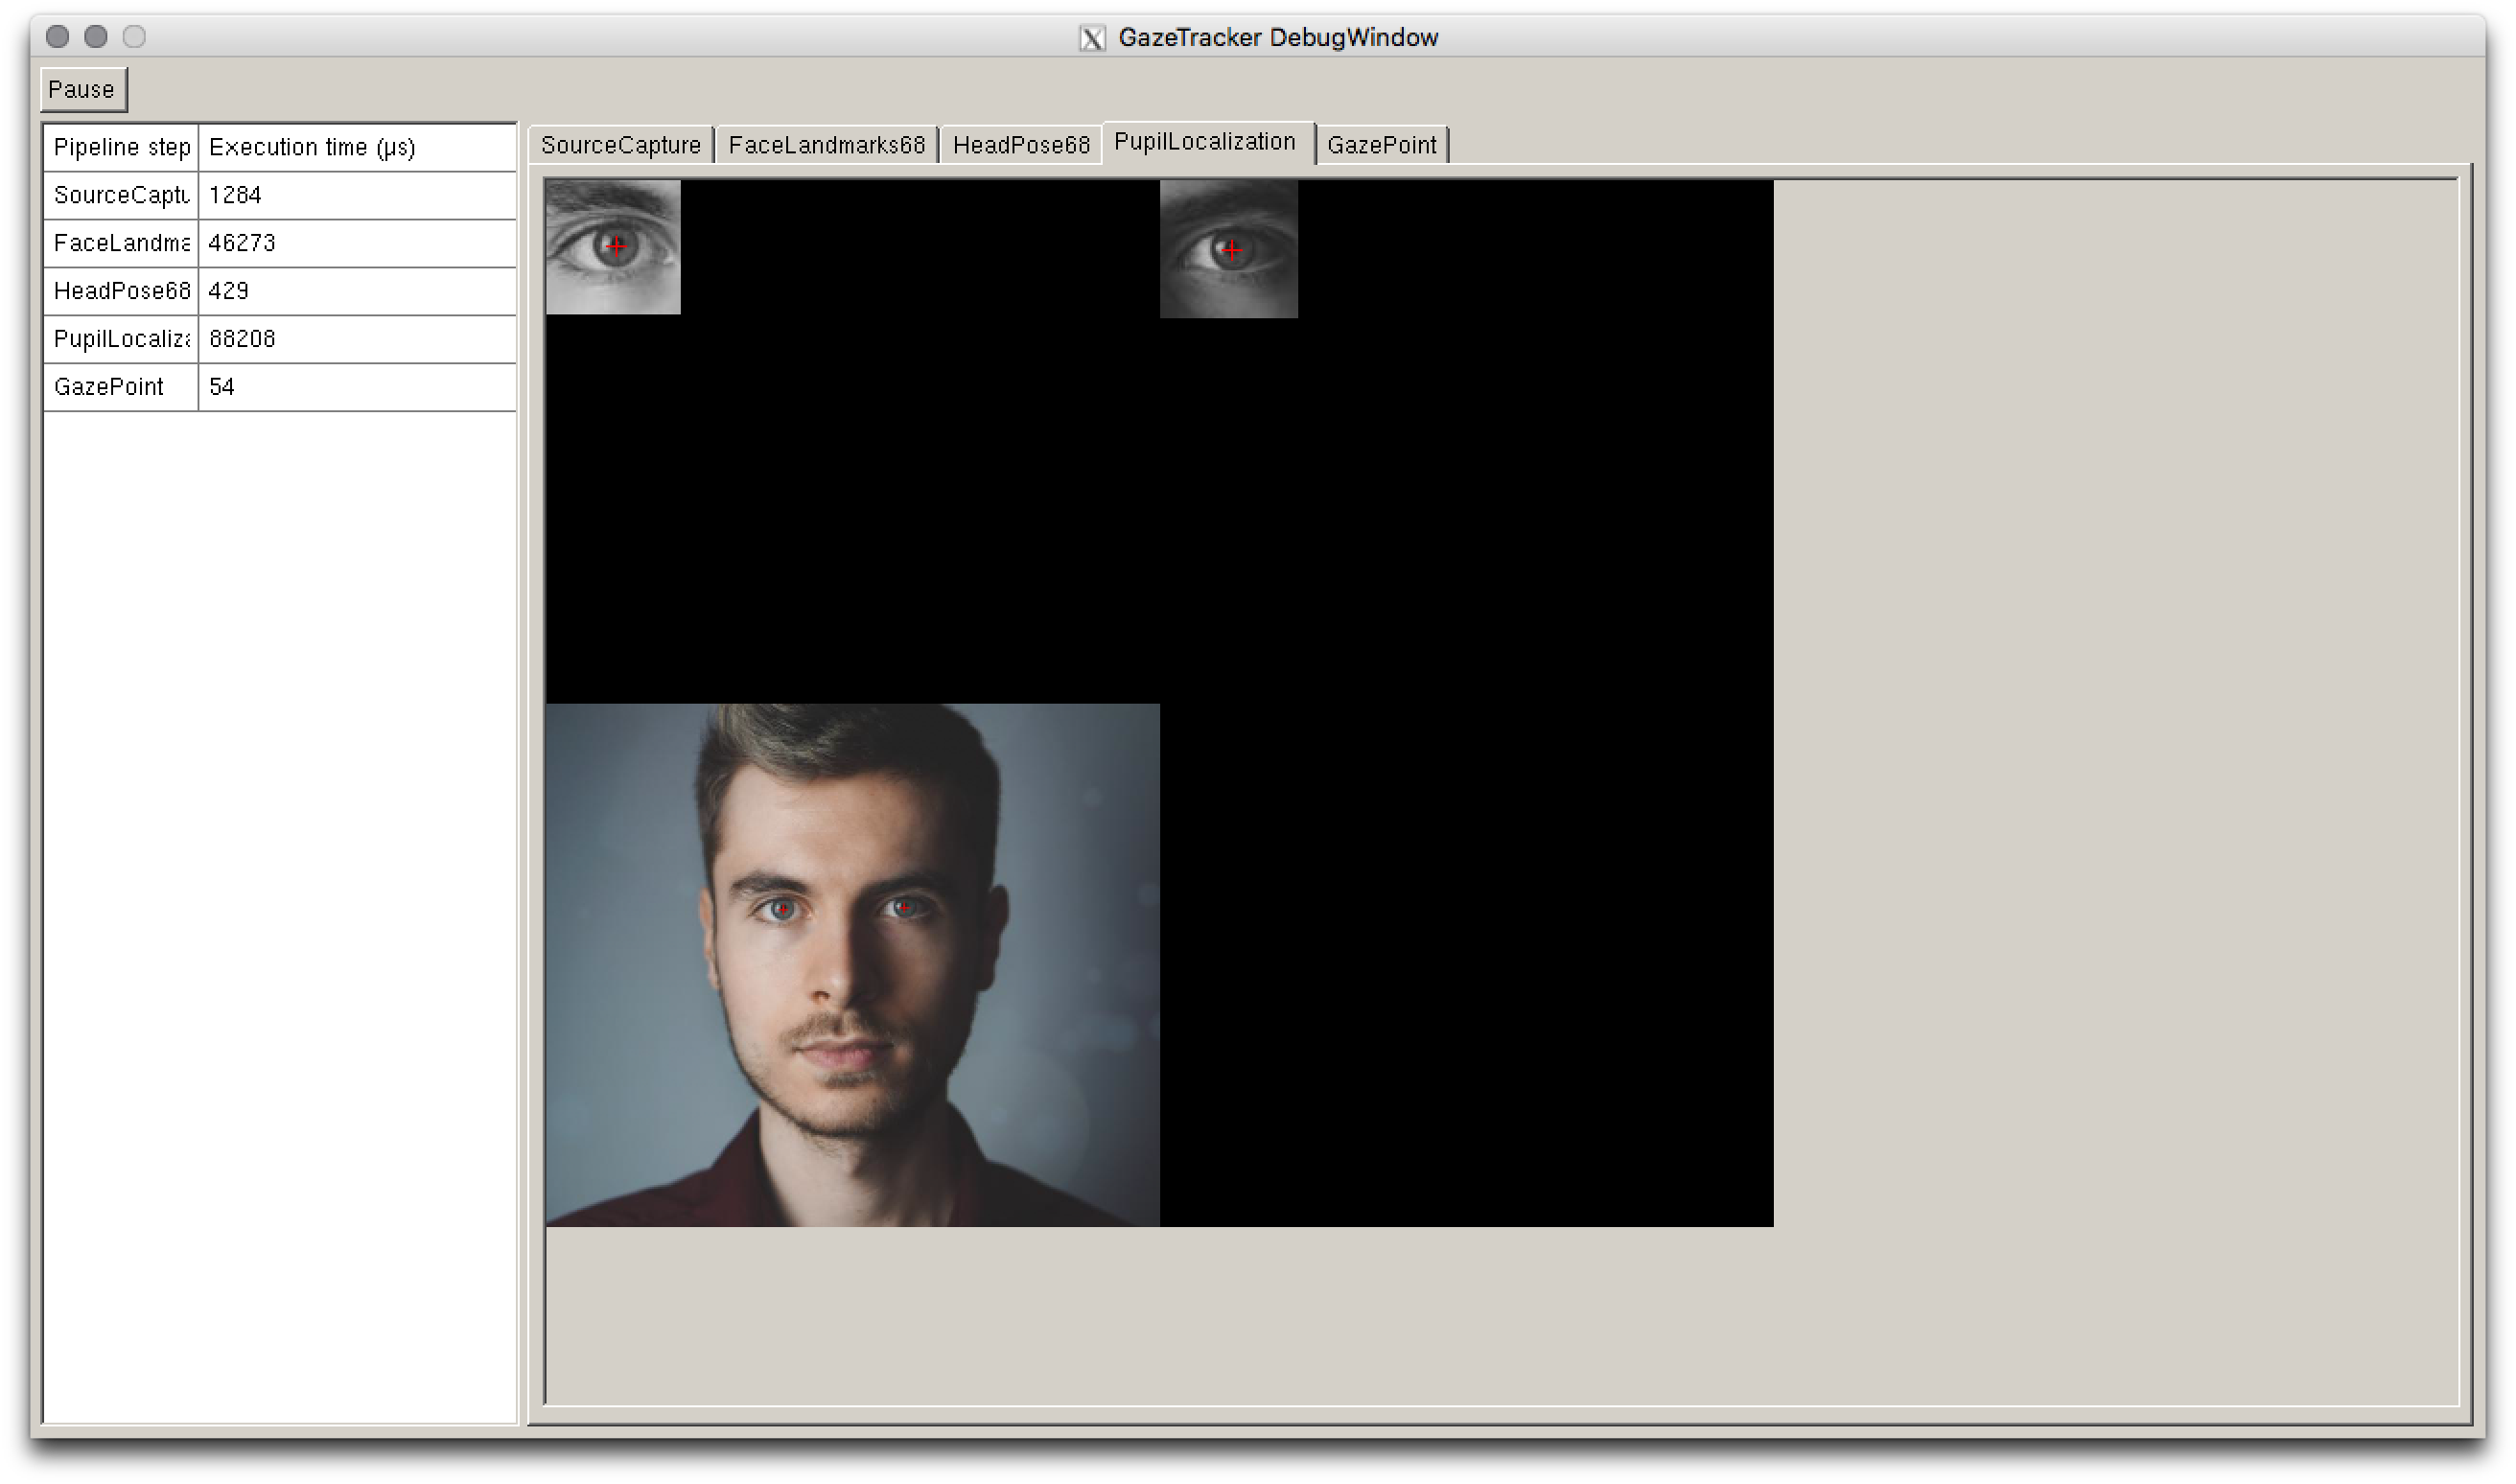 GazeTracker DebugWindow
Pause
Pipeline step Execution time (µs)
SourceCaptu 1284
FaceLandma 46273
HeadPose68 429
PupilLocaliza 88208
GazePoint 54
SourceCapture FaceLandmarks68 HeadPose68 PupilLocalization GazePoint